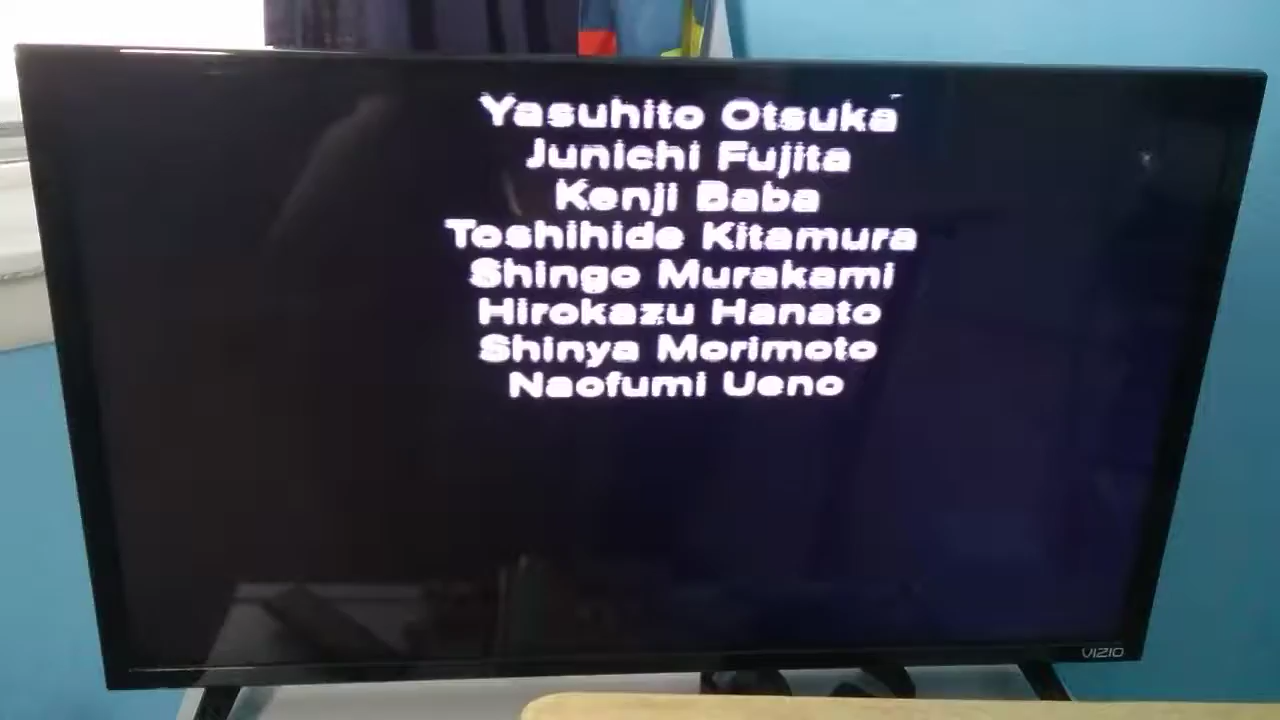 Yasuhito Otsuka
Junichi Fujita
Kenji Baba
Toshihide Kitamura
Shingo Murakami
Hirokazu Hanato
Shinya Morimoto
Naofumi Ueno
VIZIO